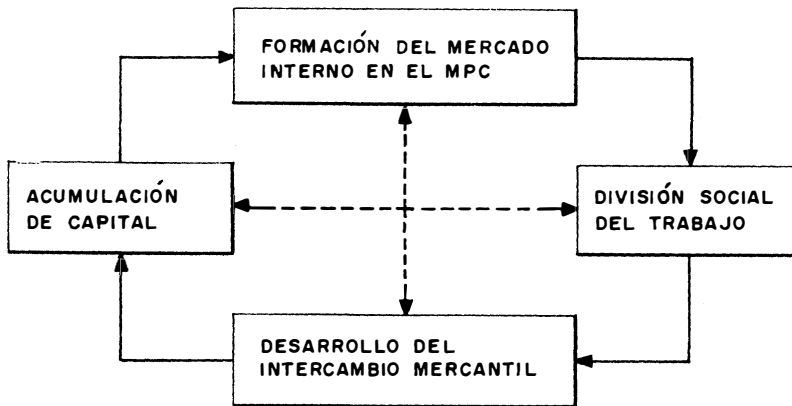 FORMACIÓN DEL MERCADO
INTERNO EN EL MPC
ACUMULACIÓN
DE CAPITAL
DIVISIÓN SOCIAL
DEL TRABAJO
DESARROLLO DEL
INTERCAMBIO MERCANTIL